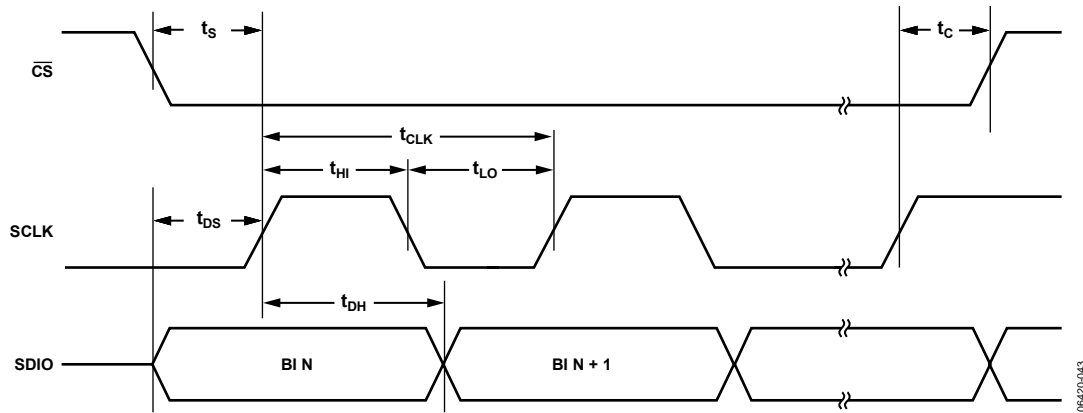 tS
tC
CS
tCLK
tHI
tLO
tDS
SCLK
tDH
SDIO
BI N
BI N + 1
06420-043